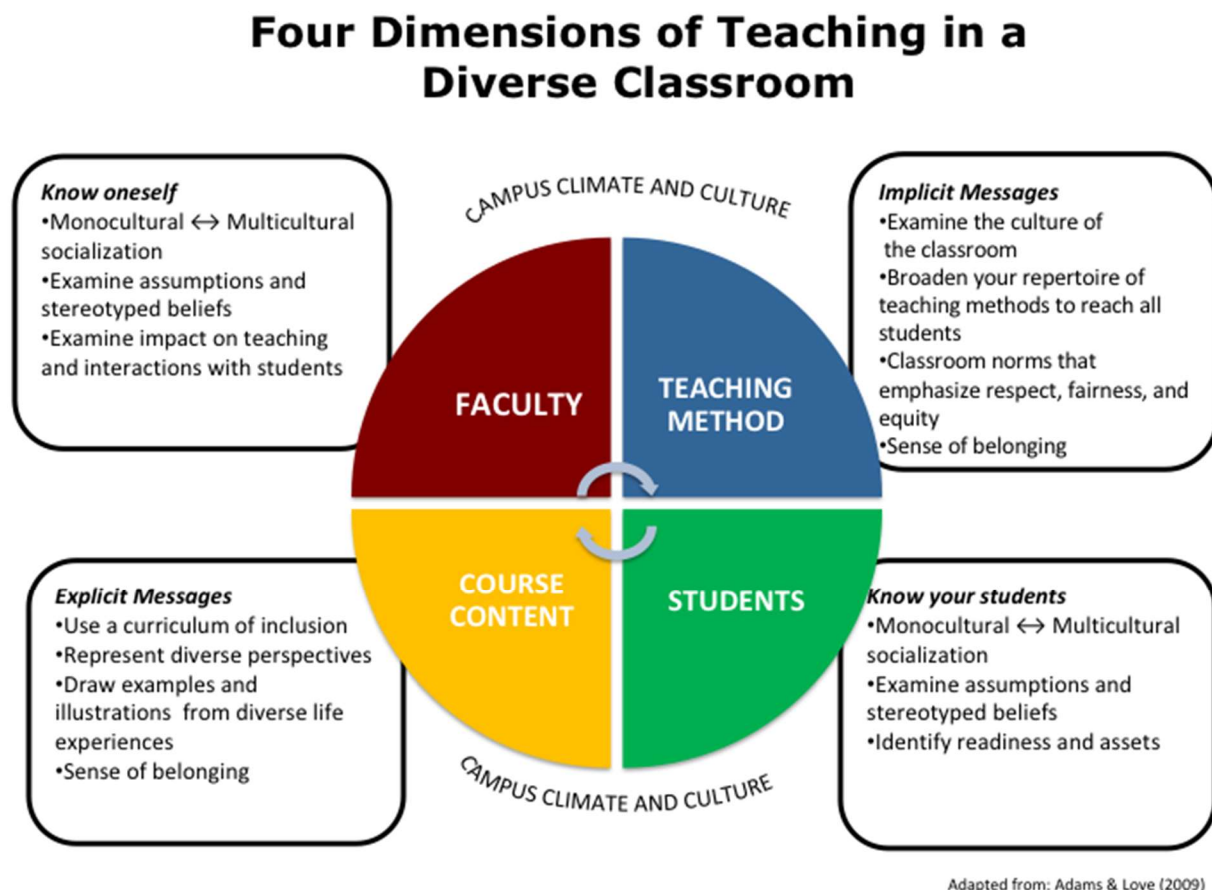 Four Dimensions of Teaching in a
Diverse Classroom
Know oneself
•Monocultural ↔ Multicultural
socialization
•Examine assumptions and
stereotyped beliefs
•Examine impact on teaching
and interactions with students
CAMPUS CLIMATE AND CULTURE
Implicit Messages
•Examine the culture of
the classroom
•Broaden your repertoire of
teaching methods to reach all
students
•Classroom norms that
emphasize respect, fairness, and
equity
•Sense of belonging
FACULTY
TEACHING
METHOD
COURSE
CONTENT
STUDENTS
Explicit Messages
•Use a curriculum of inclusion
•Represent diverse perspectives
•Draw examples and
illustrations from diverse life
experiences
•Sense of belonging
Know your students
•Monocultural ↔ Multicultural
socialization
•Examine assumptions and
stereotyped beliefs
•Identify readiness and assets
CAMPUS CLIMATE AND CULTURE
Adapted from: Adams & Love (2009)